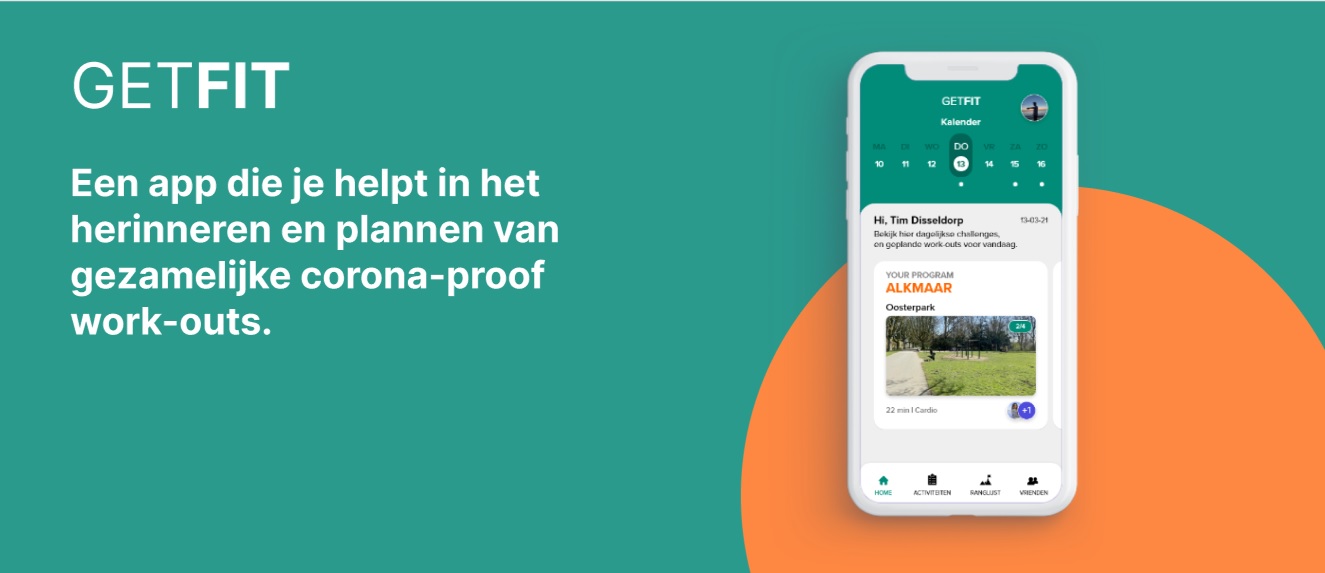 GETFIT
Een app die je helpt in het
herinneren en plannen van
gezamelijke corona-proof
work-outs.
GETFIT
Kalender
MA DI WO DO VR ZA ZO
10 11 12 13 14 15 16
Hi, Tim Disseldorp 13-03-21
Bekijk hier dagelijkse challenges,
en geplande work-outs voor vandaag.
YOUR PROGRAM
ALKMAAR
Oosterpark
2/4
22 min | Cardio +1
HOME ACTIVITEITEN RANGLIJST VRIENDEN